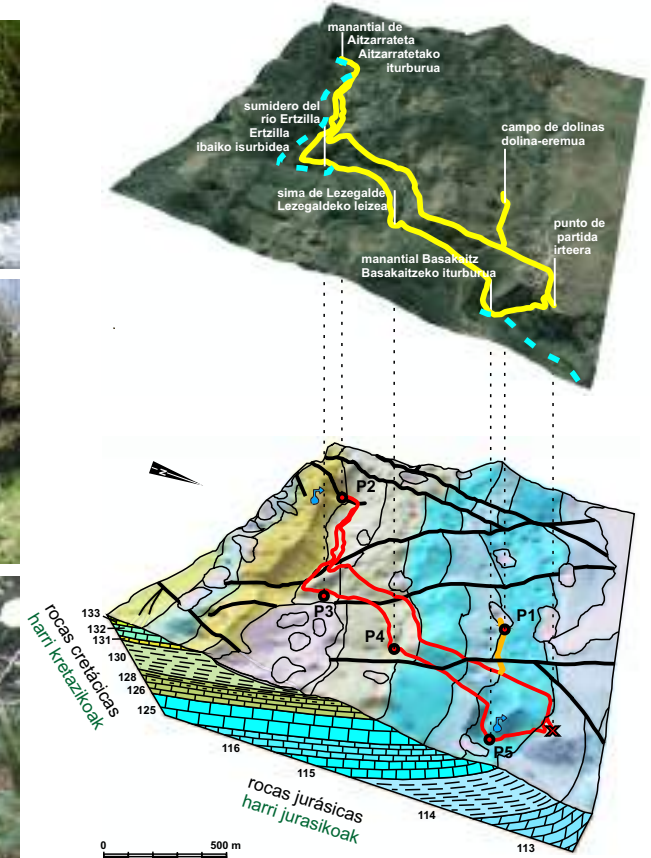 manantial de
Aitzarrateta
Aitzarratetako
iturburua
sumidero del
río Ertzilla
Ertzilla
ibaiko isurbidea
campo de dolinas
dolina-eremua
sima de Lezegalde
Lezegaldeko leizea
punto de
partida
irteera
manantial Basakaitz
Basakaitzeko iturburua
N
P2
P3
P1
P4
P5
X
133
132
131
130
128
126
125
116
115
114
113
rocas cretácicas
harri kretazikoak
rocas jurásicas
harri jurasikoak
0 500 m